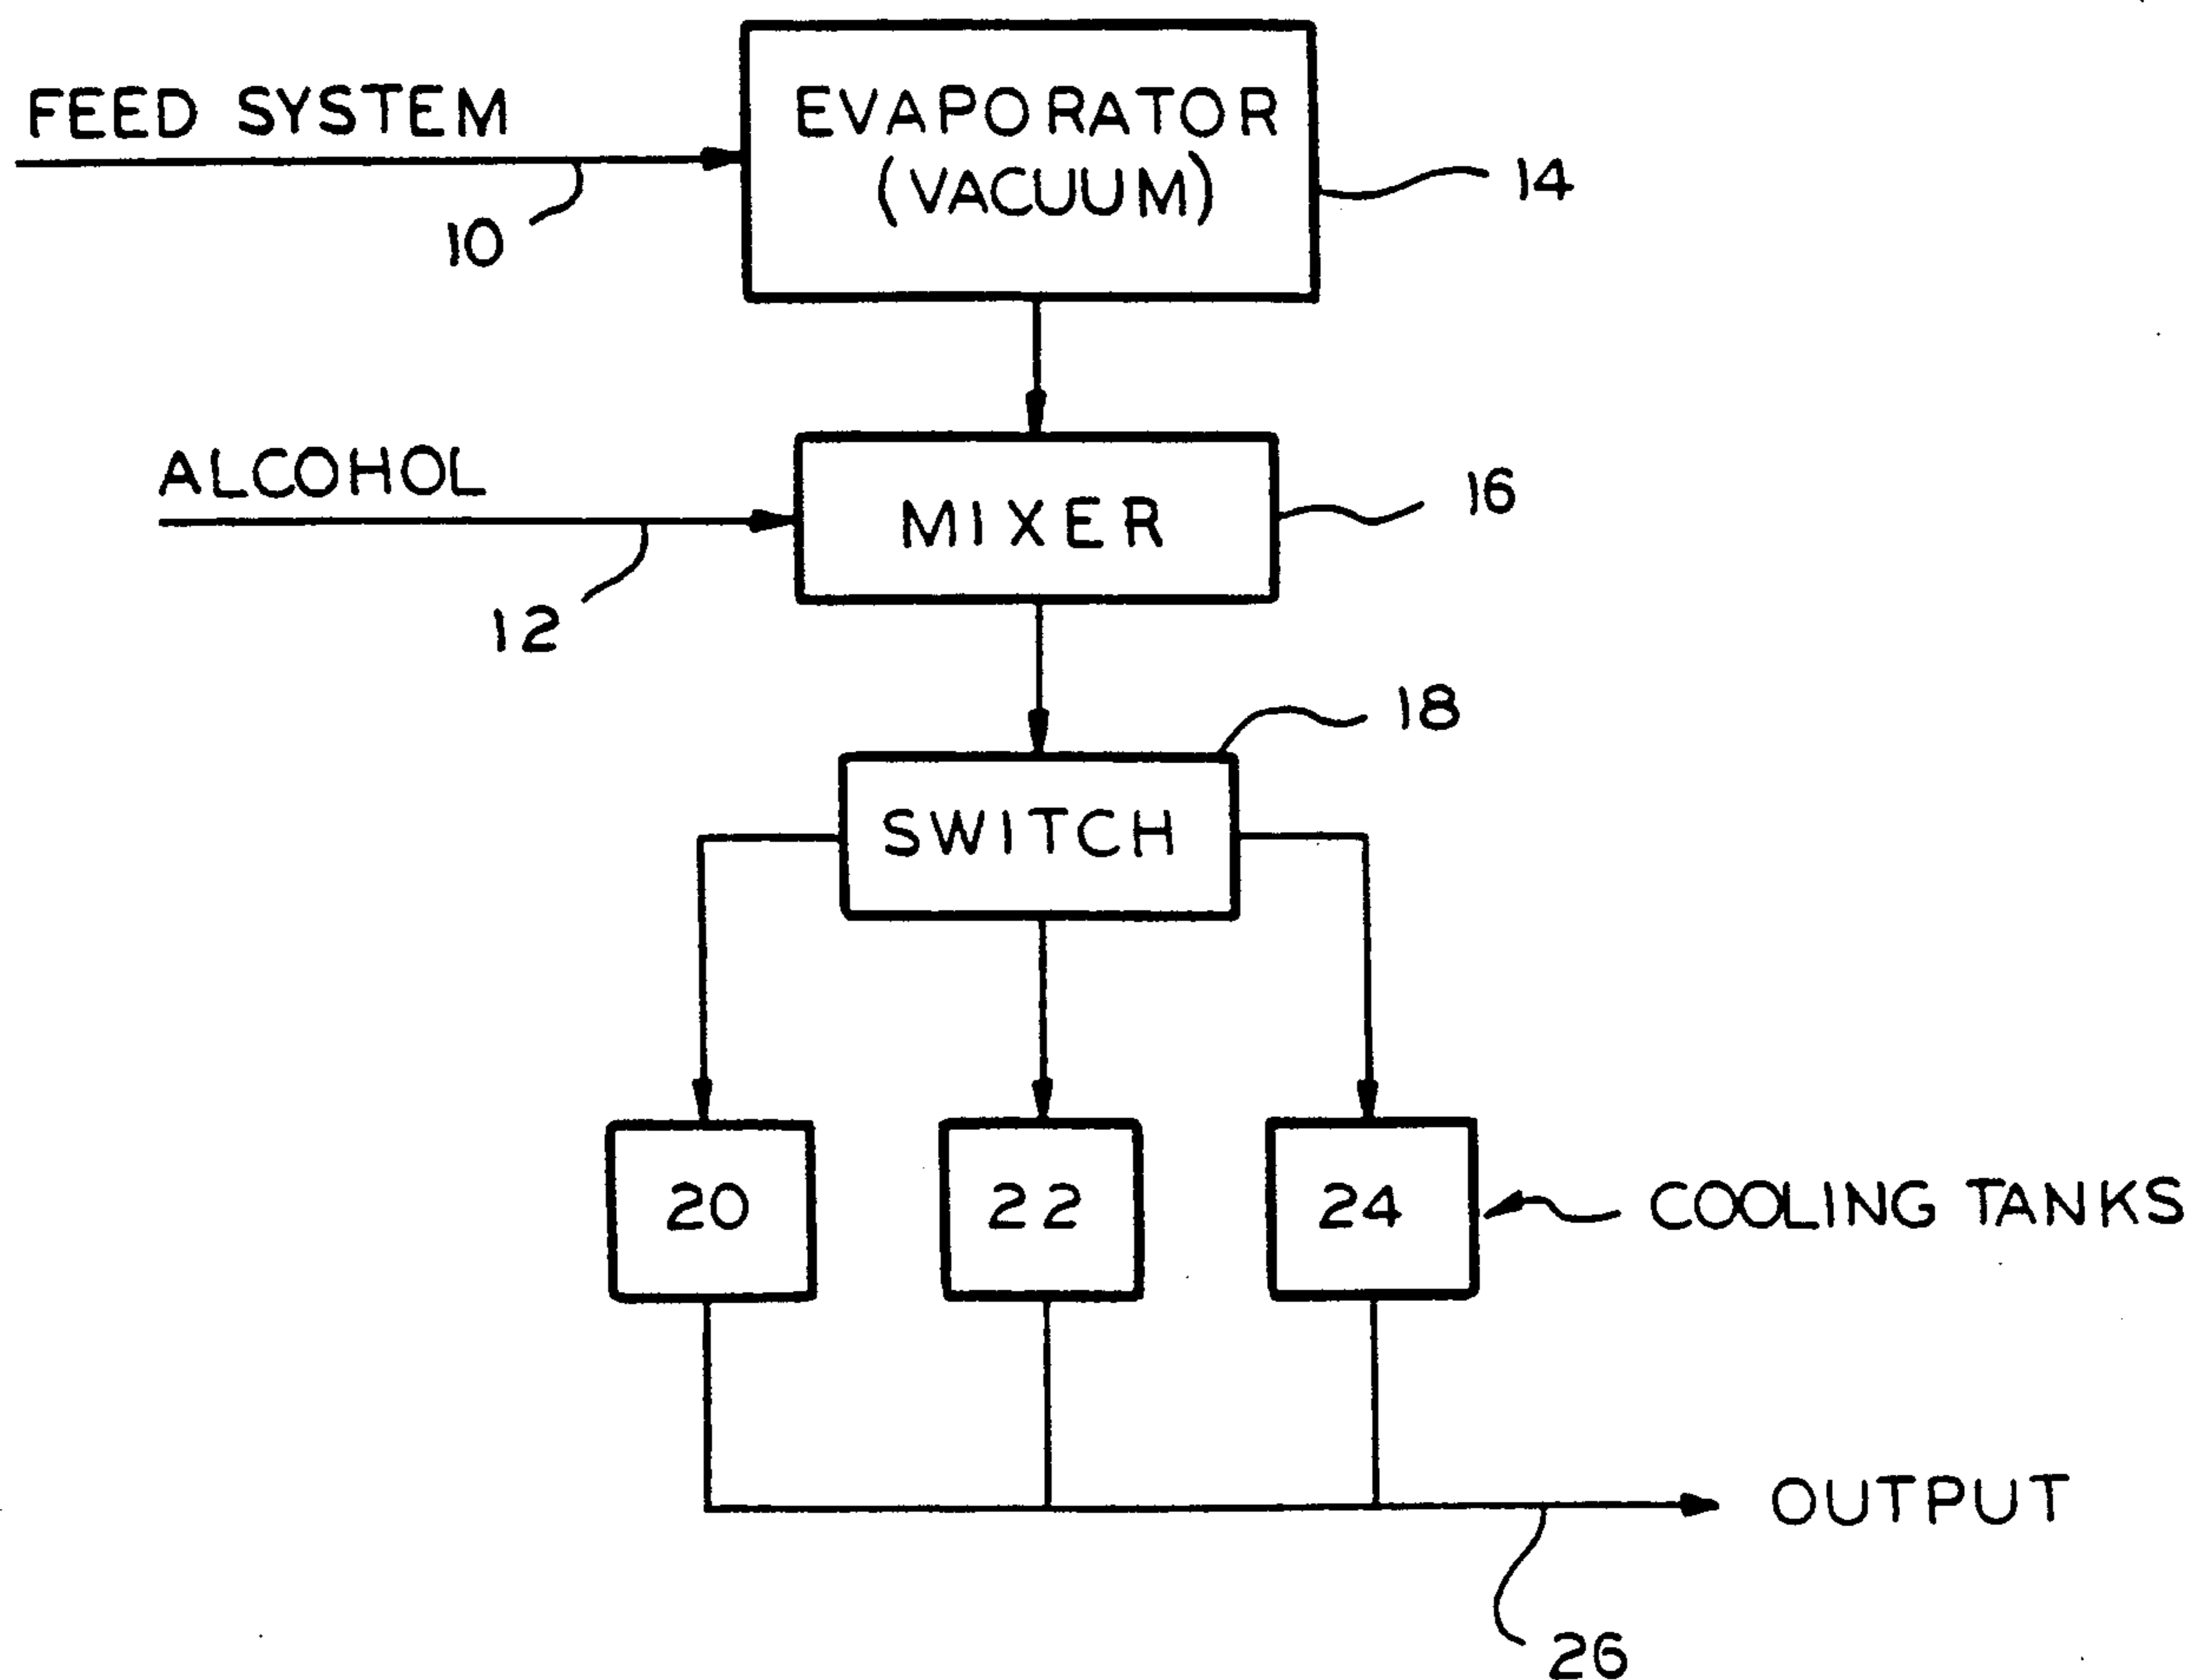 FEED SYSTEM
10
EVAPORATOR
(VACUUM)
14
ALCOHOL
12
MIXER
16
18
SWITCH
20
22
24
COOLING TANKS
OUTPUT
26